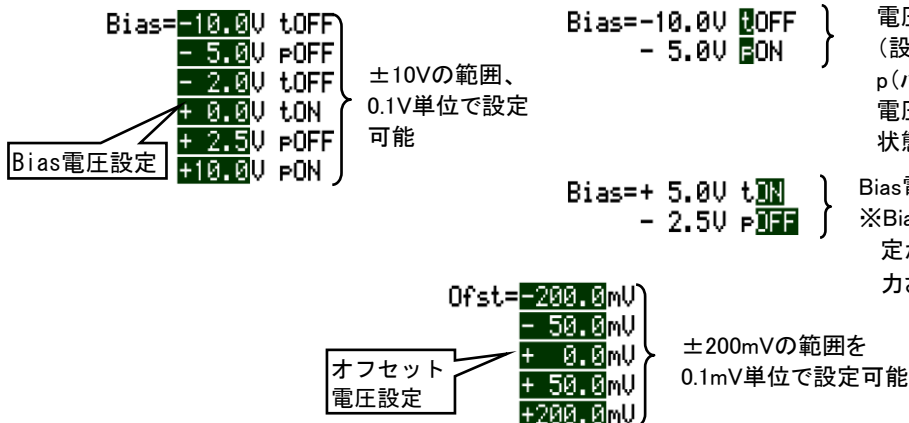 Bias=-10.0V tOFF
- 5.0V pOFF
- 2.0V tOFF
+ 0.0V tON
+ 2.5V pOFF
+10.0V pON
±10Vの範囲、
0.1V単位で設定
可能
Bias電圧設定
Bias=-10.0V tOFF
- 5.0V pON
電圧
(設
p(パ
電圧
状態
Bias=+ 5.0V tON
- 2.5V pOFF
Bias電
※Bia
定が
力さ
Ofst=-200.0mV
- 50.0mV
+ 0.0mV
+ 50.0mV
+200.0mV
オフセット
電圧設定
±200mVの範囲を
0.1mV単位で設定可能